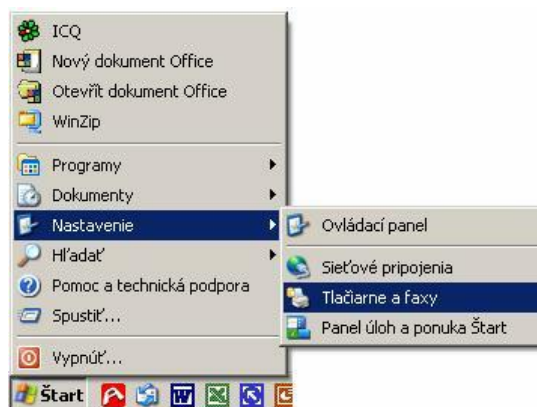 ICQ
Nový dokument Office
Otevřít dokument Office
WinZip
Programy
Dokumenty
Nastavenie
Hľadať
Pomoc a technická podpora
Spustiť...
Vypnúť...
Štart
Ovládací panel
Sieťové pripojenia
Tlačiarne a faxy
Panel úloh a ponuka Štart